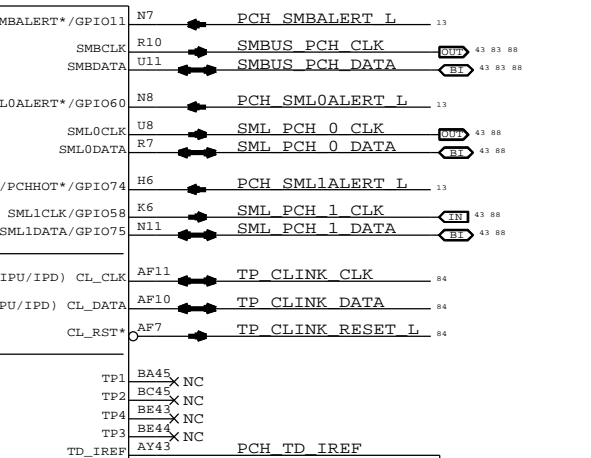 MBALERT*/GPIO11 N7 PCH_SMBALERT_L 13
SMBCLK R10 SMBUS_PCH_CLK OUT 43 83 88
SMBDATA U11 SMBUS_PCH_DATA BI 43 83 88
L0ALERT*/GPIO60 N8 PCH_SML0ALERT_L 13
SML0CLK U8 SML_PCH_0_CLK OUT 43 88
SML0DATA R7 SML_PCH_0_DATA BI 43 88
/PCHHOT*/GPIO74 H6 PCH_SML1ALERT_L 13
SML1CLK/GPIO58 K6 SML_PCH_1_CLK IN 43 88
SML1DATA/GPIO75 N11 SML_PCH_1_DATA BI 43 88
IPU/IPD) CL_CLK AF11 TP_CLINK_CLK 84
PU/IPD) CL_DATA AF10 TP_CLINK_DATA 84
CL_RST* AF7 TP_CLINK_RESET_L 84
TP1 BA45 NC
TP2 BC45 NC
TP4 BE43 NC
TP3 BE44 NC
TD_IREF AY43 PCH_TD_IREF